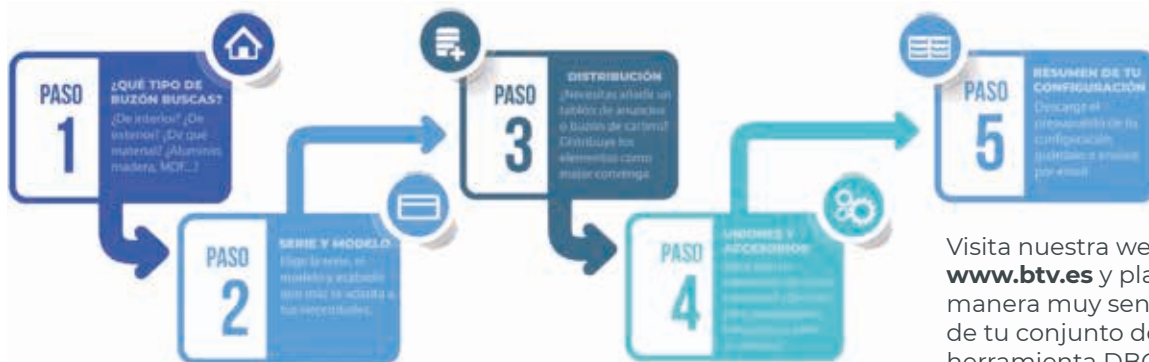 PASO
1
¿QUÉ TIPO DE
BUZÓN BUSCAS?
¿De interior? ¿De
exterior? ¿De qué
material? ¿Aluminio,
madera, MDF...?
PASO
2
SERIE Y MODELO
Elige la serie, el
modelo y acabado
que más se adapta a
tus necesidades.
PASO
3
DISTRIBUCIÓN
¿Necesitas añadir un
tablón de anuncios
o buzón de cartero?
Distribuye los
elementos como
mejor convenga
PASO
4
UNIONES Y
ACCESORIOS
PASO
5
RESUMEN DE TU
CONFIGURACIÓN
Descarga el
presupuesto de tu
configuración
por email
Visita nuestra we
www.btv.es y pla
manera muy sen
de tu conjunto de
herramienta DBC